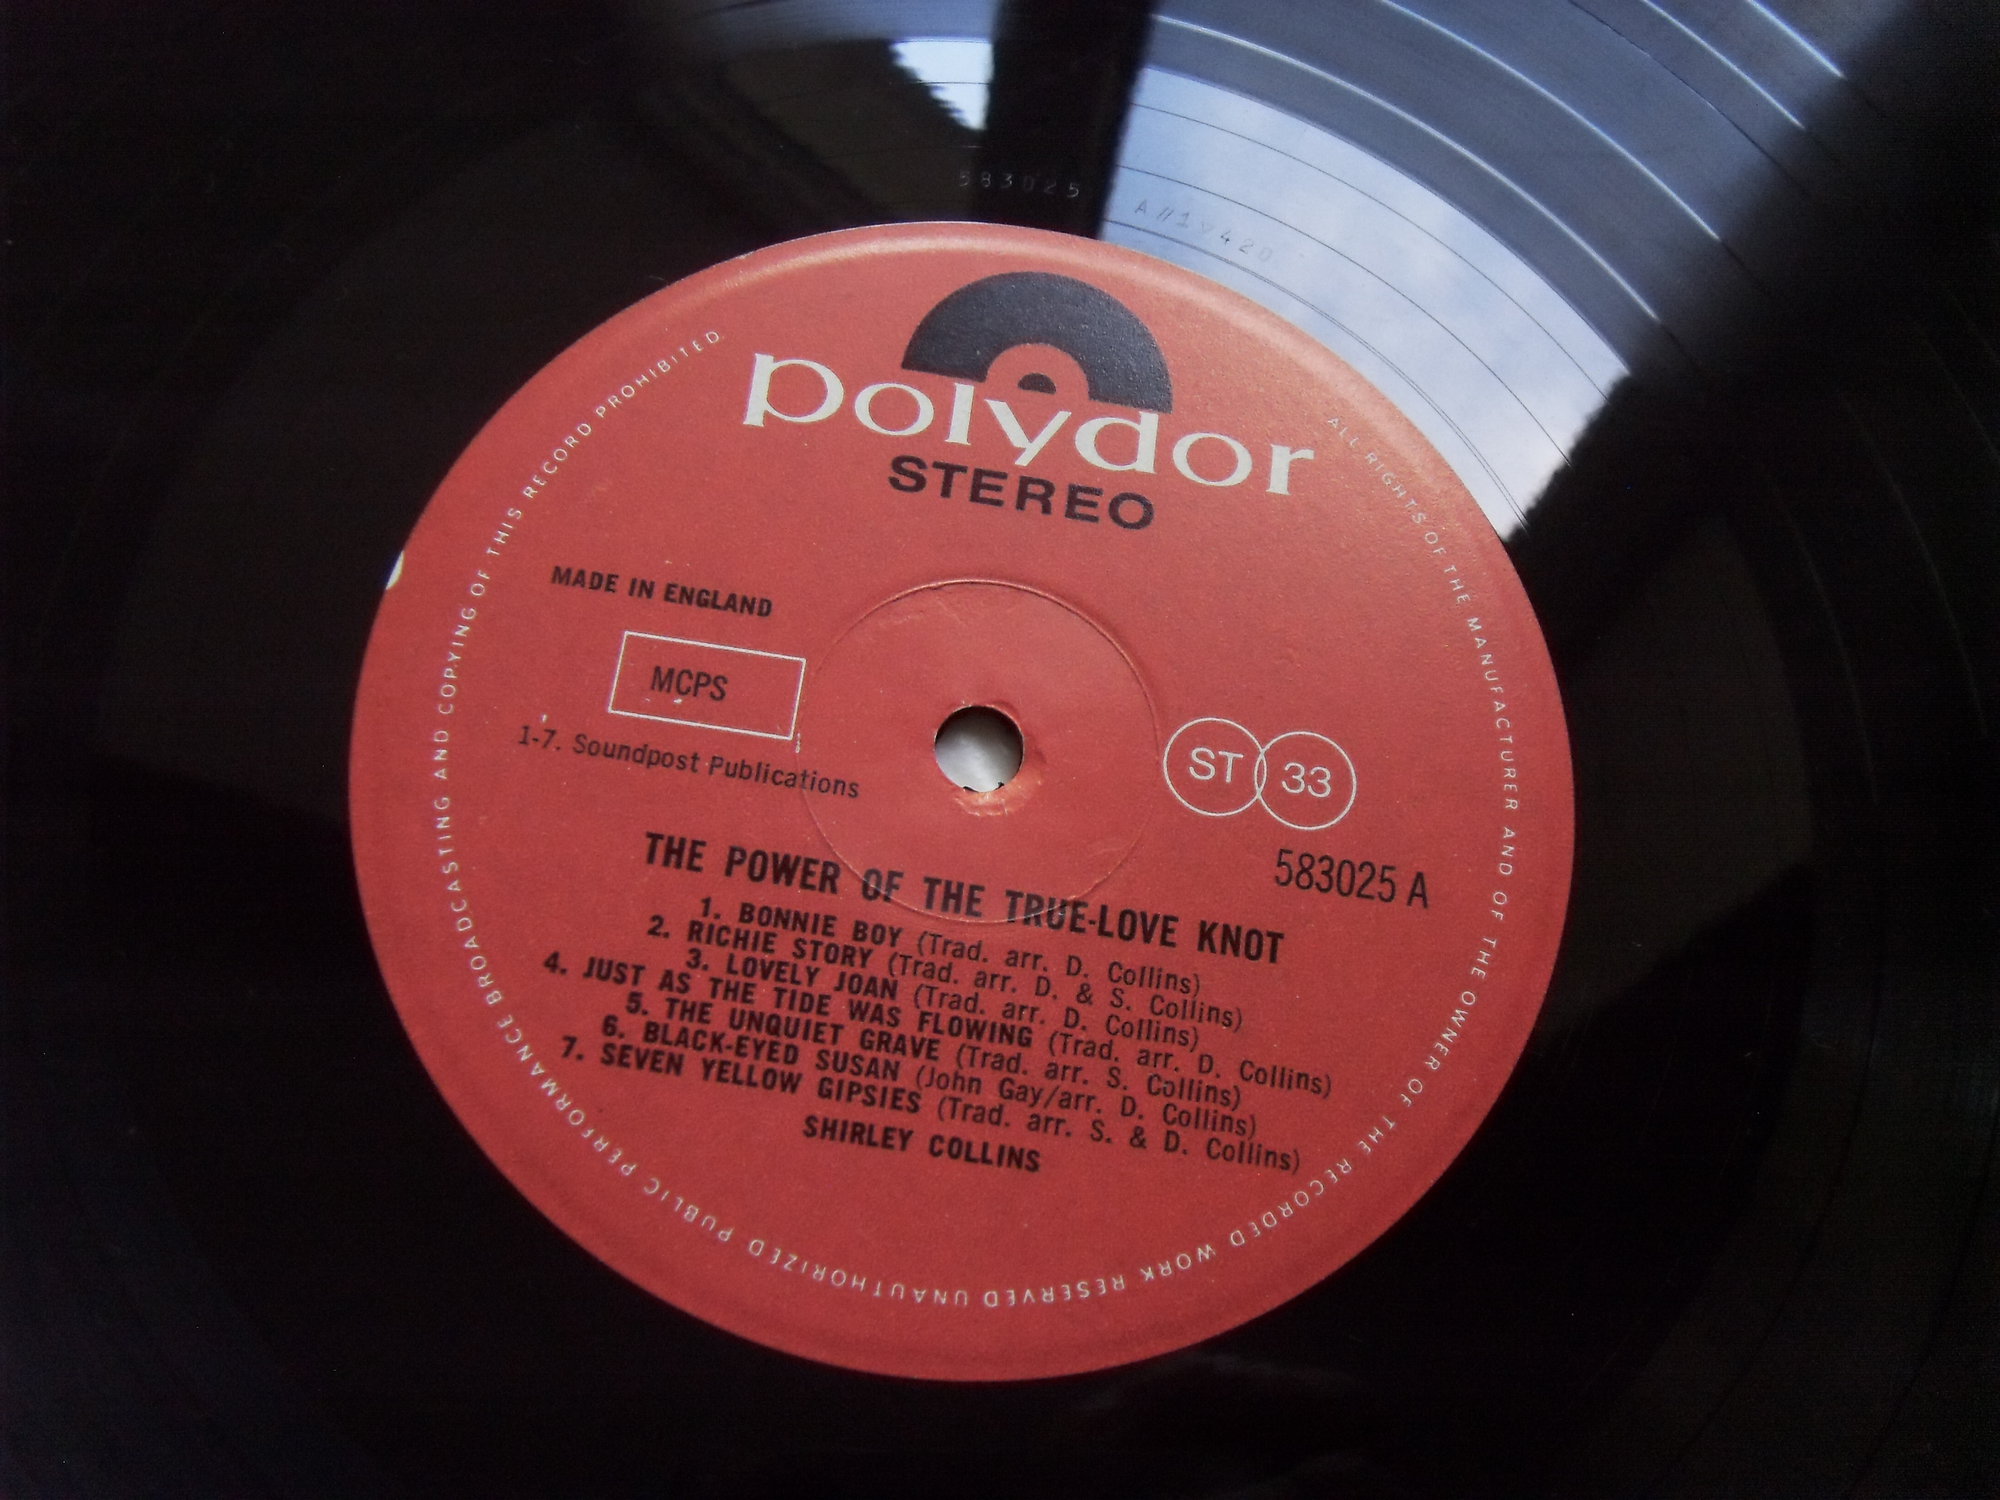 583025
A//1▽420
polydor
STEREO
MADE IN ENGLAND
MCPS
1-7. Soundpost Publications
ST 33
583025 A
THE POWER OF THE TRUE-LOVE KNOT
1. BONNIE BOY (Trad. arr. D. Collins)
2. RICHIE STORY (Trad. arr. D. & S. Collins)
3. LOVELY JOAN (Trad. arr. D. Collins)
4. JUST AS THE TIDE WAS FLOWING (Trad. arr. D. Collins)
5. THE UNQUIET GRAVE (Trad. arr. S. Collins)
6. BLACK-EYED SUSAN (John Gay/arr. D. Collins)
7. SEVEN YELLOW GIPSIES (Trad. arr. S. & D. Collins)
SHIRLEY COLLINS
ALL RIGHTS OF THE MANUFACTURER AND OF THE OWNER OF THE RECORDED WORK RESERVED UNAUTHORIZED PUBLIC PERFORMANCE BROADCASTING AND COPYING OF THIS RECORD PROHIBITED